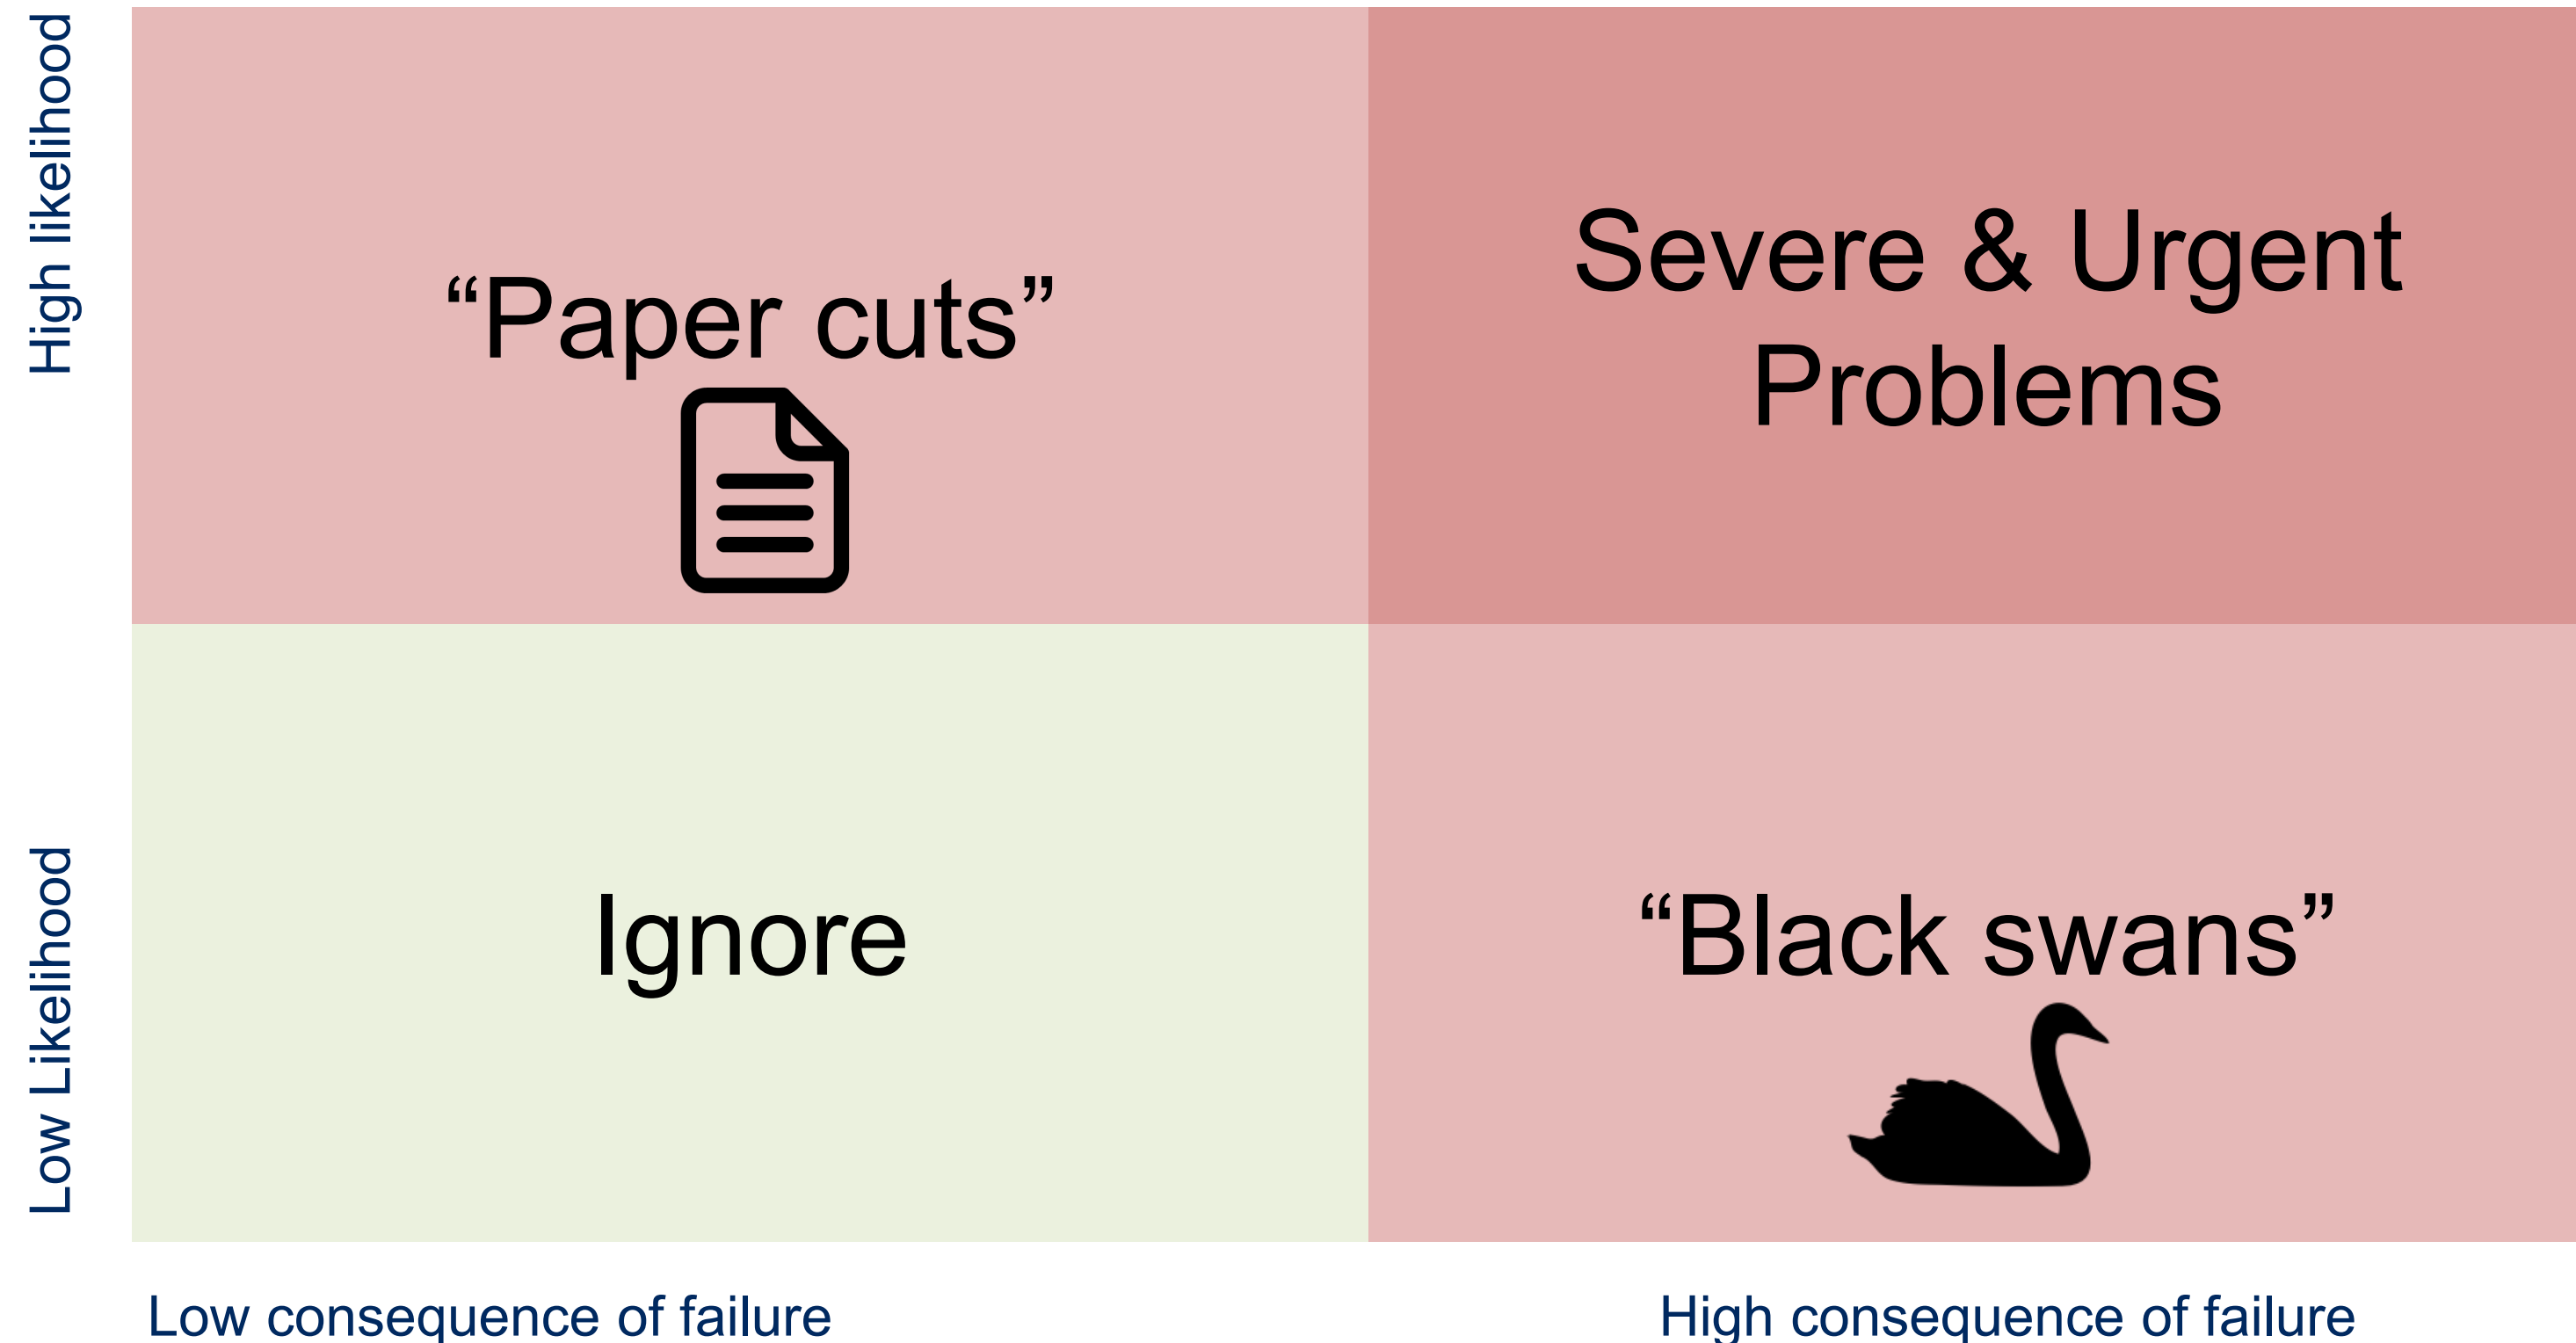 High likelihood
“Paper cuts”
Severe & Urgent
Problems
Low Likelihood
Ignore
“Black swans”
Low consequence of failure
High consequence of failure